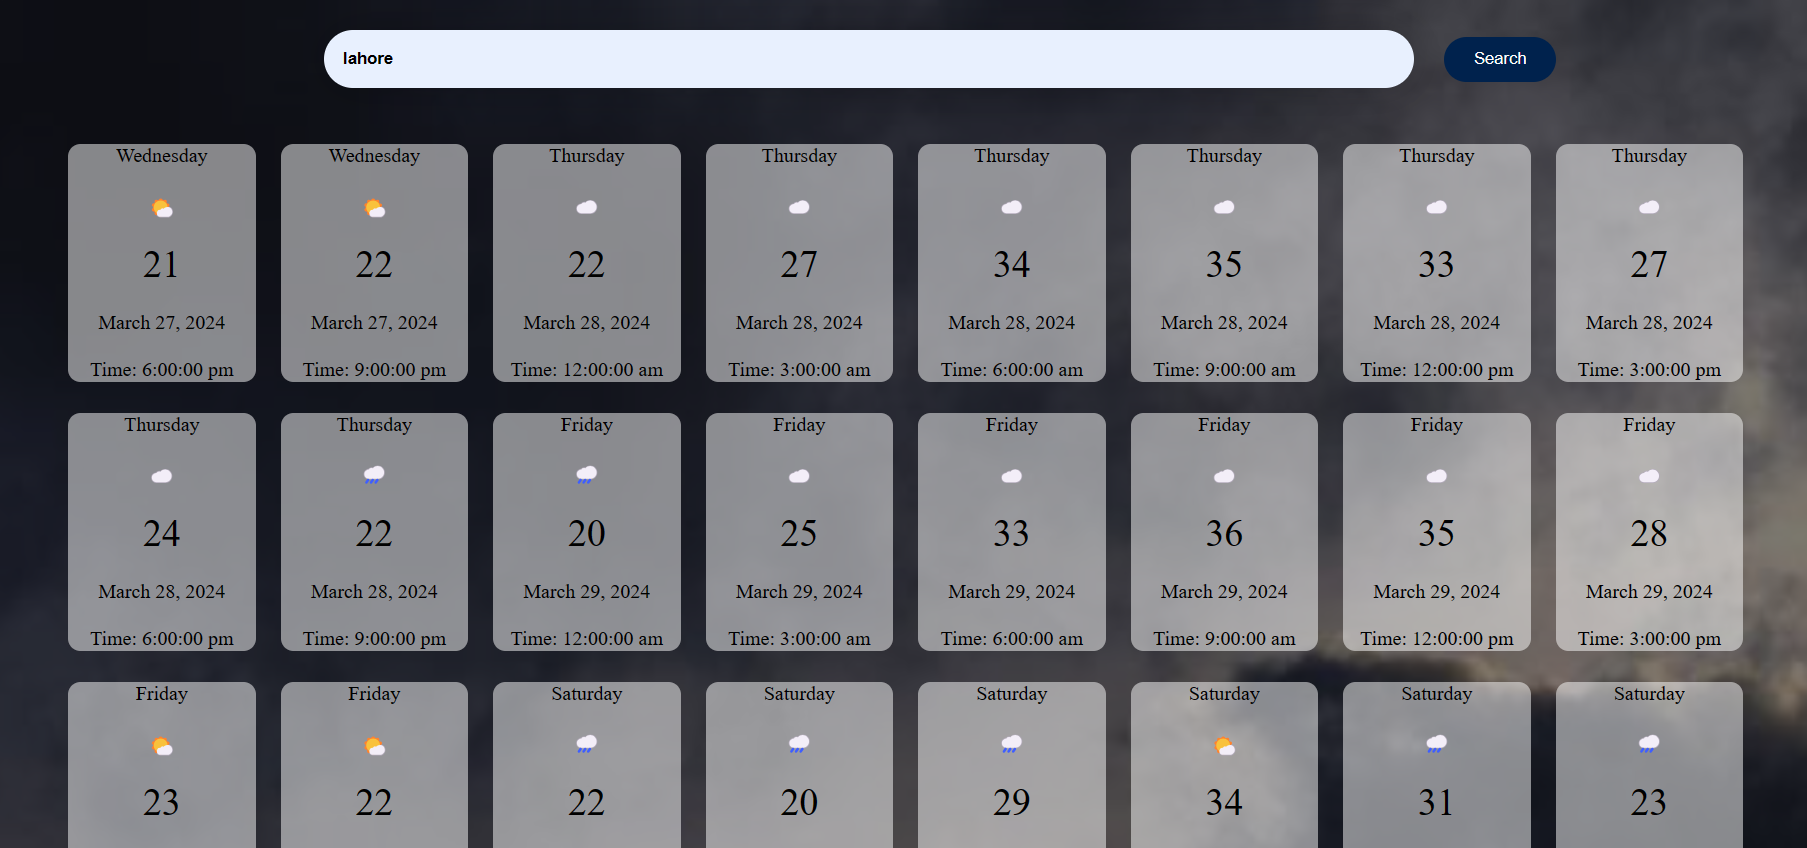 lahore
Search
Wednesday
21
March 27, 2024
Time: 6:00:00 pm
Wednesday
22
March 27, 2024
Time: 9:00:00 pm
Thursday
22
March 28, 2024
Time: 12:00:00 am
Thursday
27
March 28, 2024
Time: 3:00:00 am
Thursday
34
March 28, 2024
Time: 6:00:00 am
Thursday
35
March 28, 2024
Time: 9:00:00 am
Thursday
33
March 28, 2024
Time: 12:00:00 pm
Thursday
27
March 28, 2024
Time: 3:00:00 pm
Thursday
24
March 28, 2024
Time: 6:00:00 pm
Thursday
22
March 28, 2024
Time: 9:00:00 pm
Friday
20
March 29, 2024
Time: 12:00:00 am
Friday
25
March 29, 2024
Time: 3:00:00 am
Friday
33
March 29, 2024
Time: 6:00:00 am
Friday
36
March 29, 2024
Time: 9:00:00 am
Friday
35
March 29, 2024
Time: 12:00:00 pm
Friday
28
March 29, 2024
Time: 3:00:00 pm
Friday
23
Friday
22
Saturday
22
Saturday
20
Saturday
29
Saturday
34
Saturday
31
Saturday
23